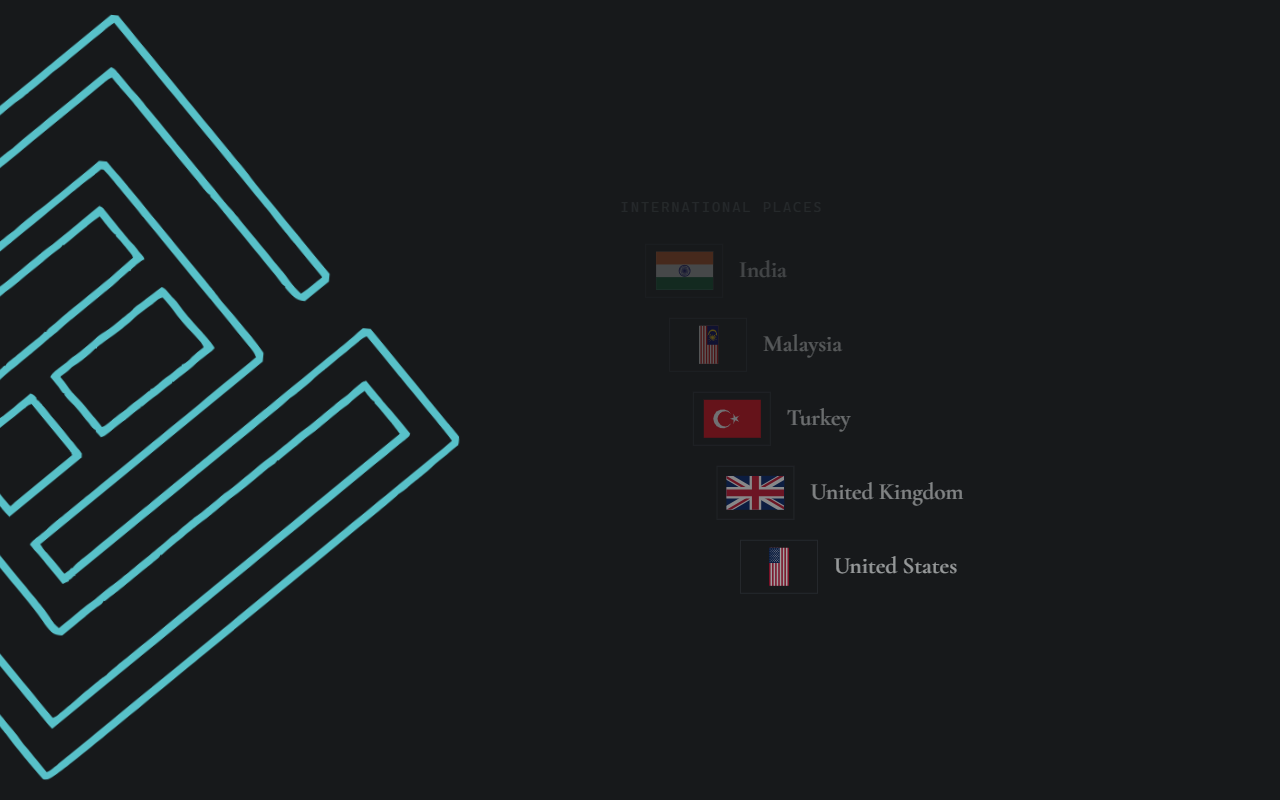 INTERNATIONAL PLACES
India
Malaysia
Turkey
United Kingdom
United States